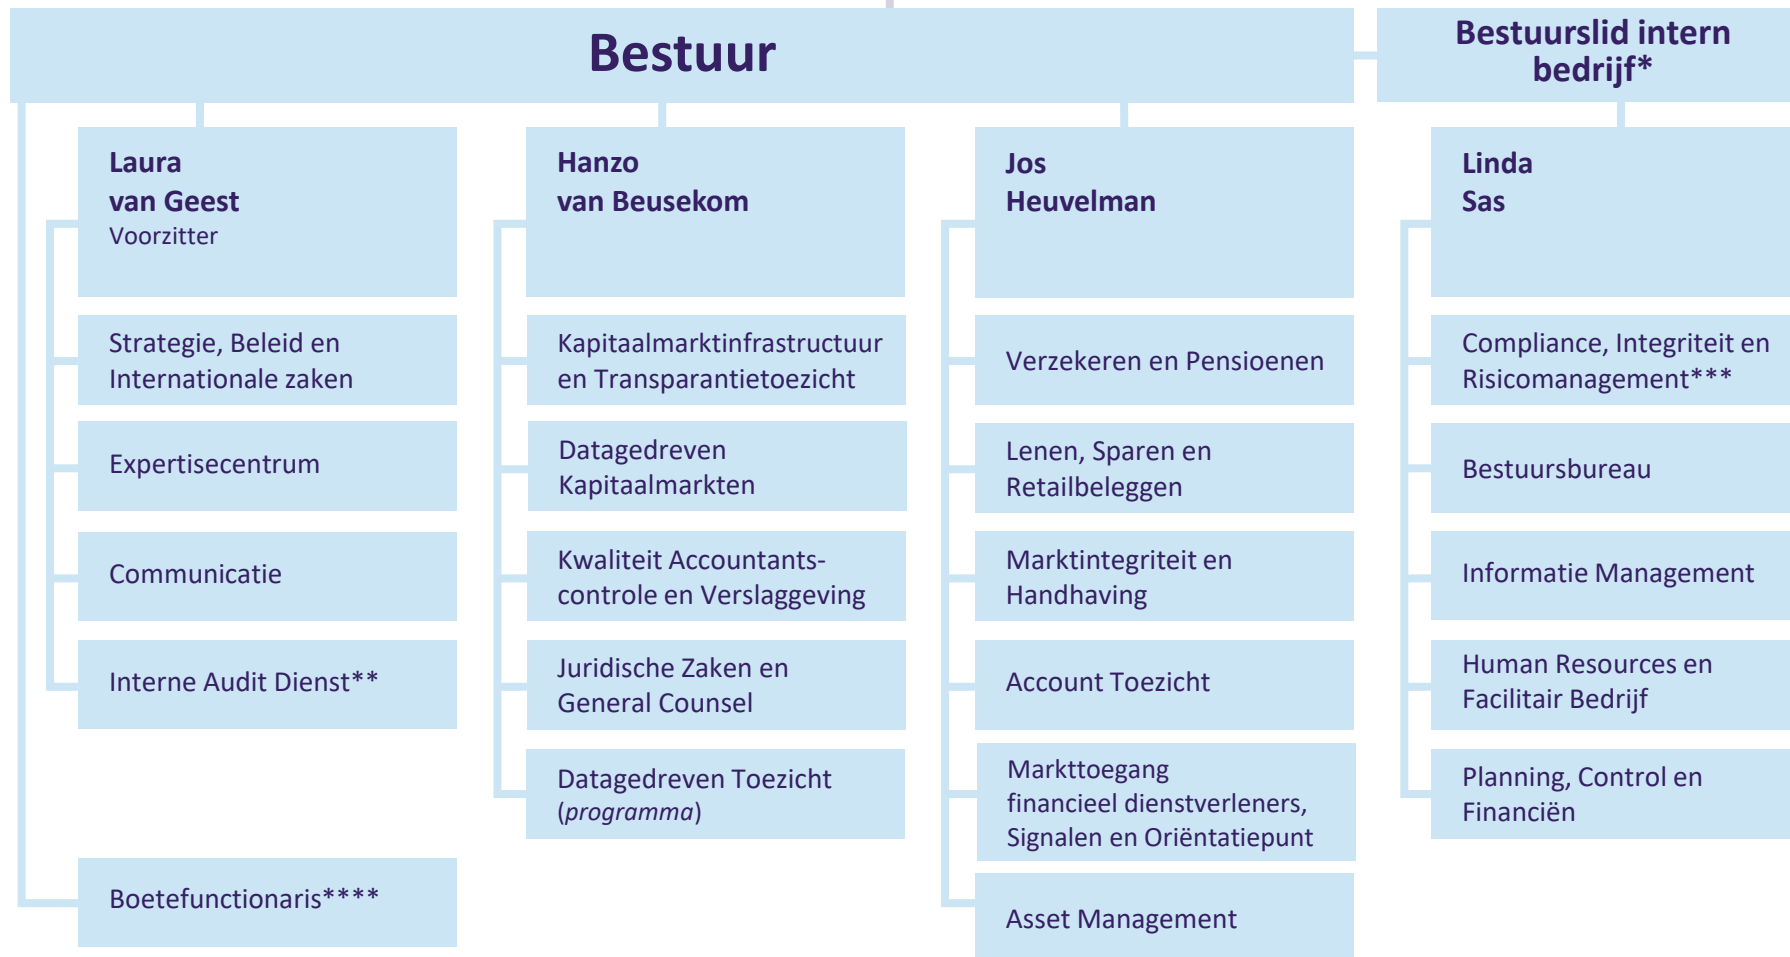 Bestuur
Bestuurslid intern
bedrijf*
Laura
van Geest
Voorzitter
Strategie, Beleid en
Internationale zaken
Expertisecentrum
Communicatie
Interne Audit Dienst**
Boetefunctionaris****
Hanzo
van Beusekom
Kapitaalmarktinfrastructuur
en Transparantietoezicht
Datagedreven
Kapitaalmarkten
Kwaliteit Accountants-
controle en Verslaggeving
Juridische Zaken en
General Counsel
Datagedreven Toezicht
(programma)
Jos
Heuvelman
Verzekeren en Pensioenen
Lenen, Sparen en
Retailbeleggen
Marktintegriteit en
Handhaving
Account Toezicht
Markttoegang
financieel dienstverleners,
Signalen en Oriëntatiepunt
Asset Management
Linda
Sas
Compliance, Integriteit en
Risicomanagement***
Bestuursbureau
Informatie Management
Human Resources en
Facilitair Bedrijf
Planning, Control en
Financiën